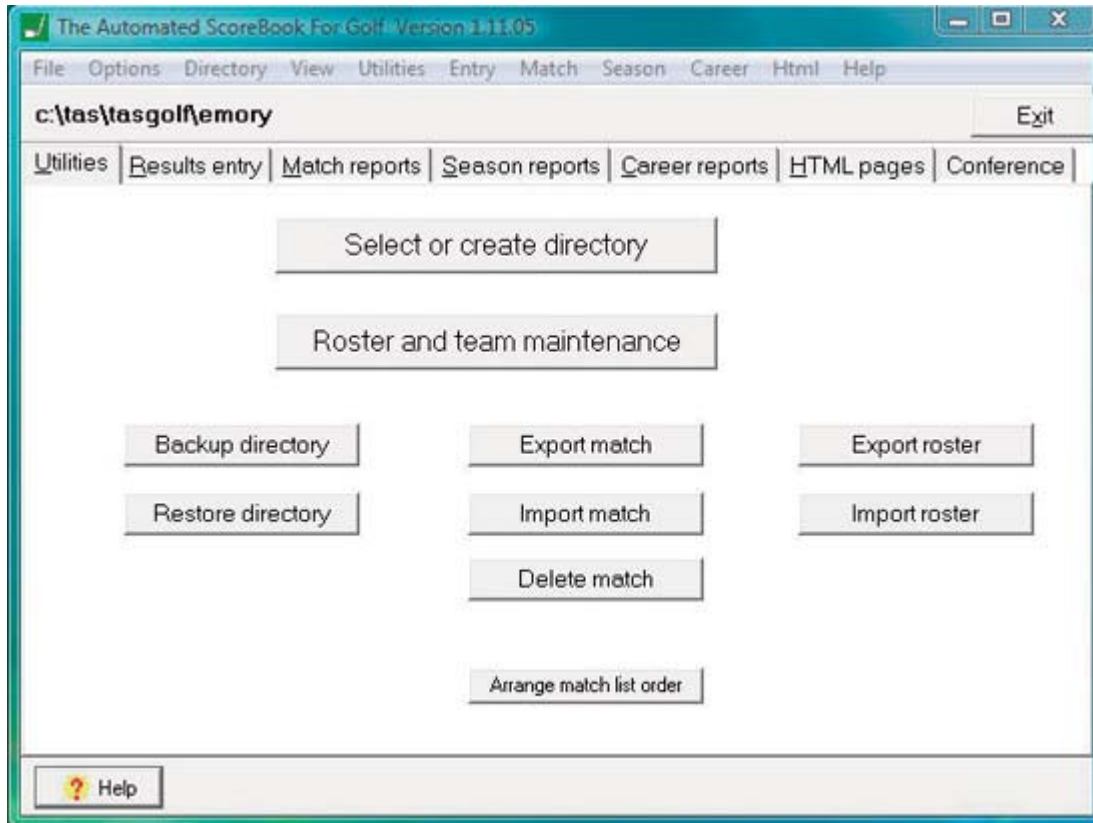 The Automated ScoreBook For Golf Version 1.11.05
File Options Directory View Utilities Entry Match Season Career Html Help
c:\tas\tasgolf\emory Exit
Utilities Results entry Match reports Season reports Career reports HTML pages Conference
Select or create directory
Roster and team maintenance
Backup directory Export match Export roster
Restore directory Import match Import roster
Delete match
Arrange match list order
? Help